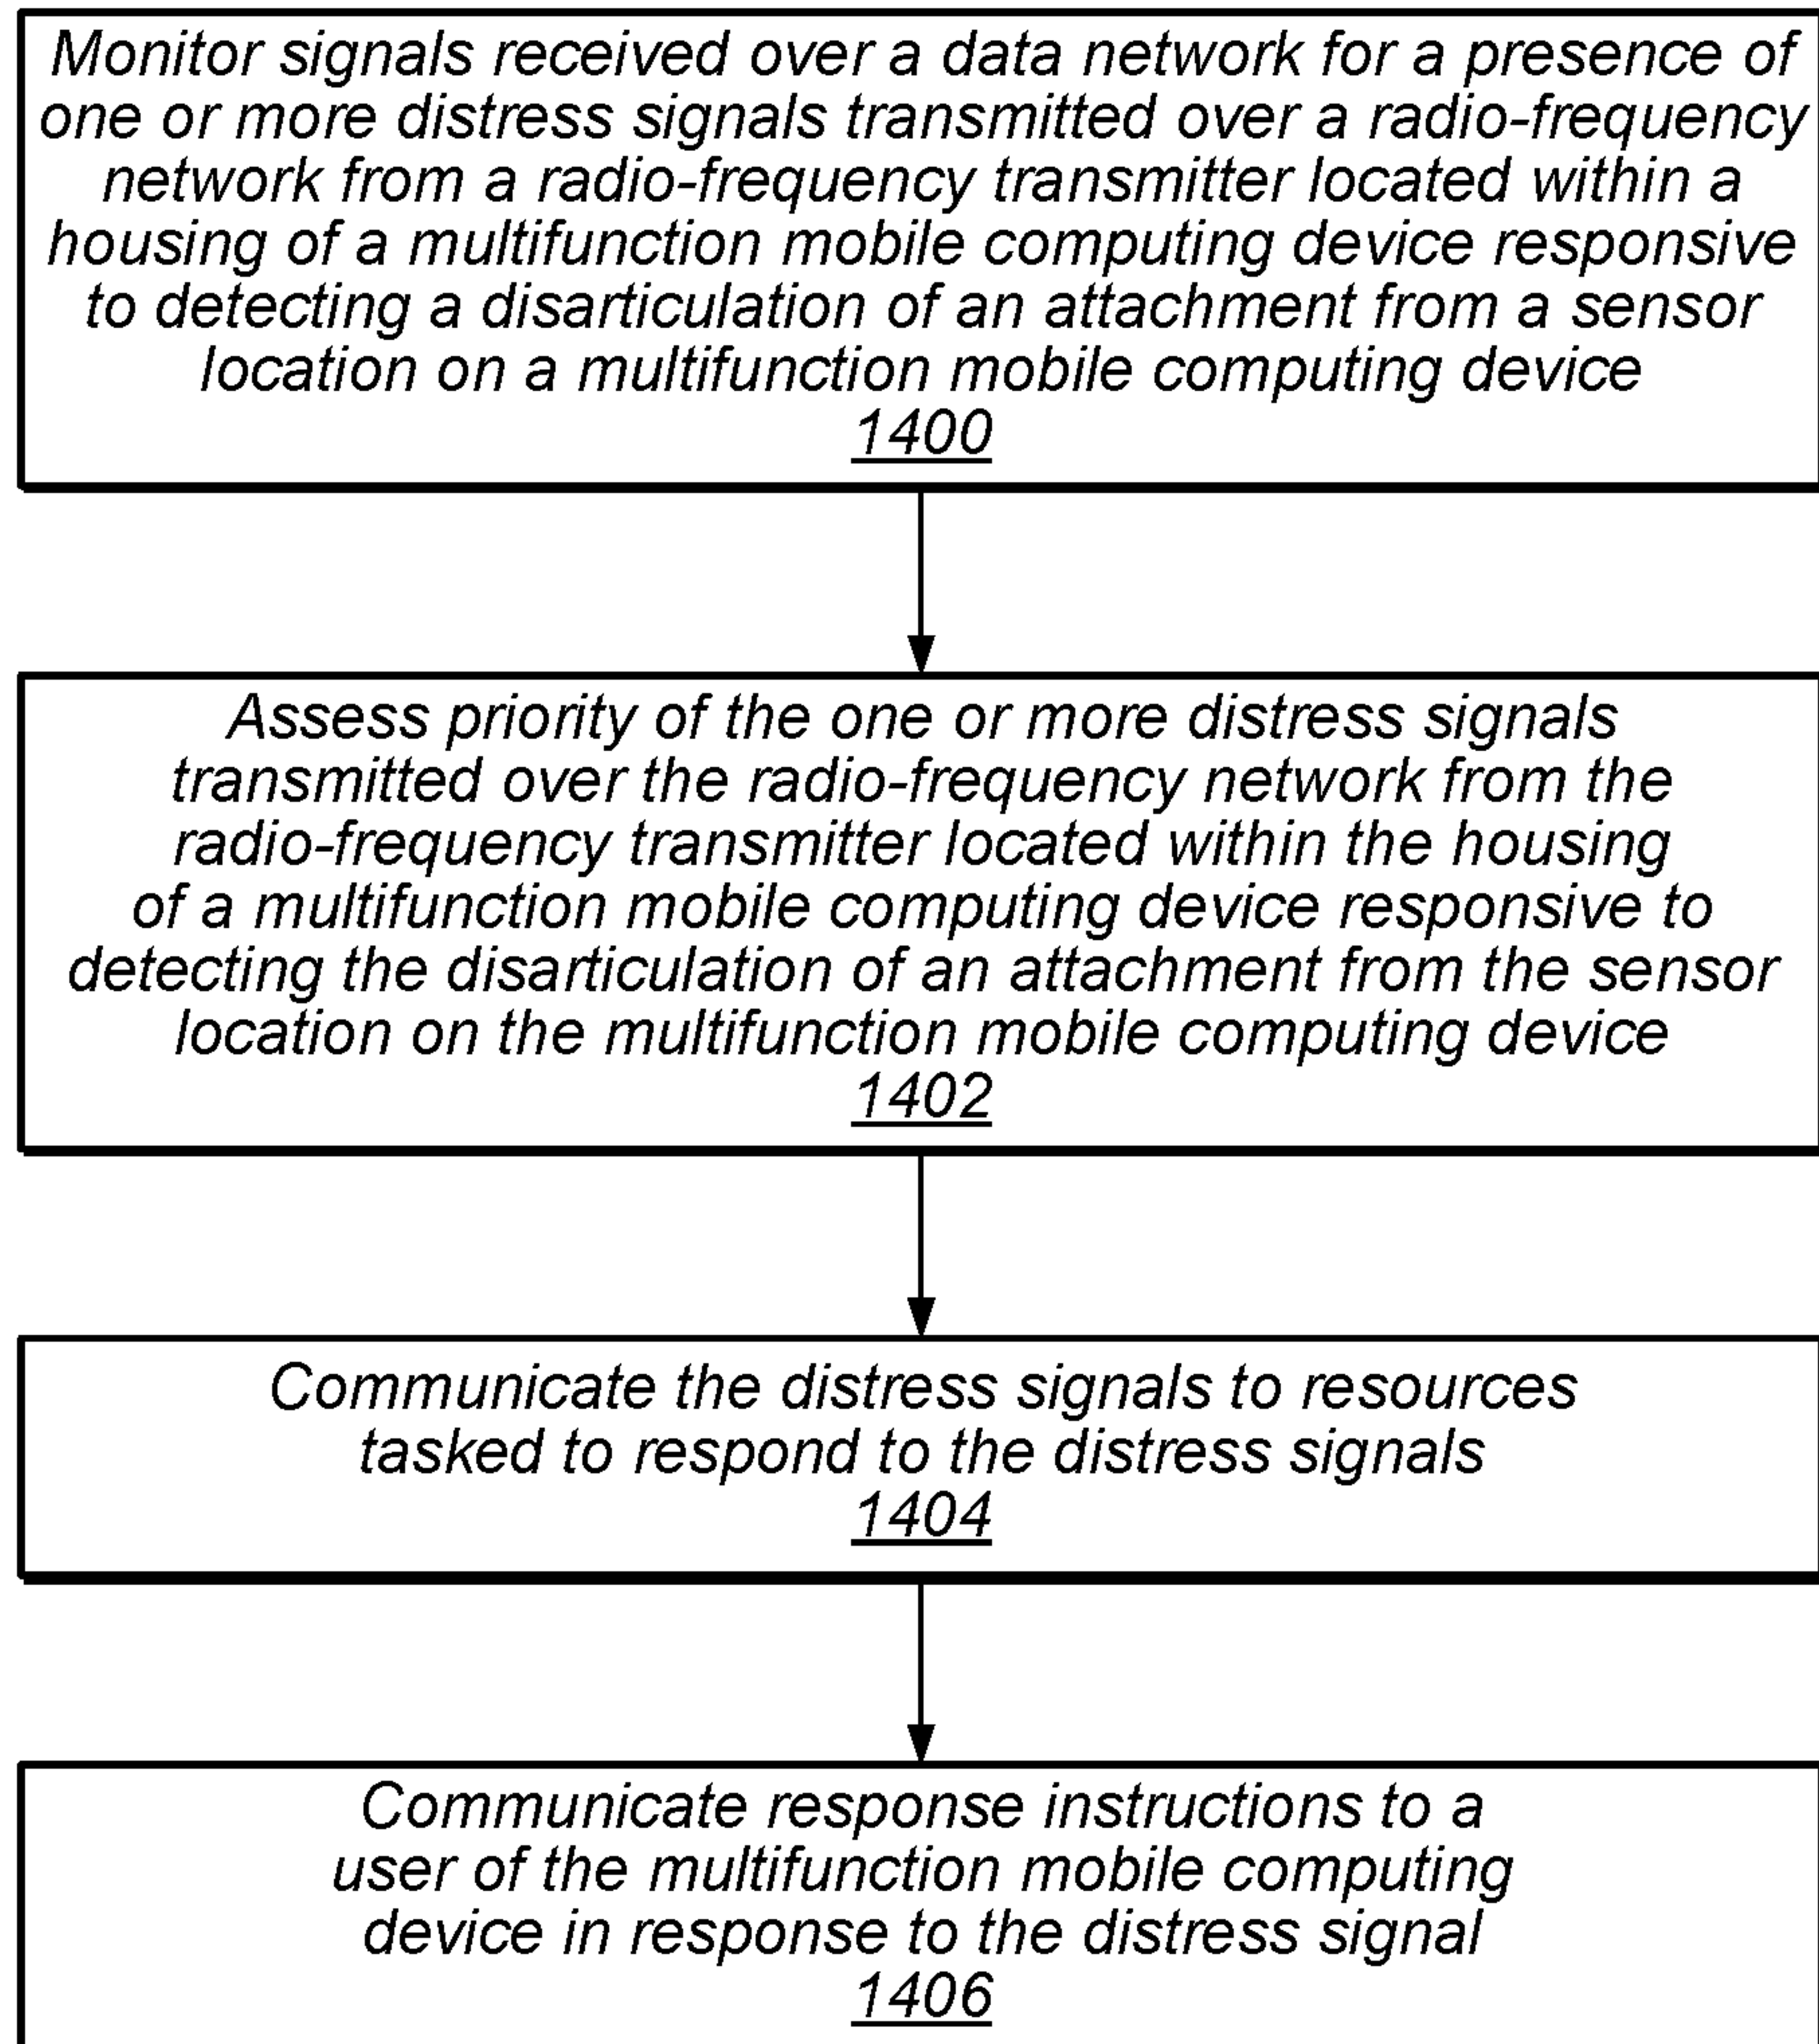 Monitor signals received over a data network for a presence of
one or more distress signals transmitted over a radio-frequency
network from a radio-frequency transmitter located within a
housing of a multifunction mobile computing device responsive
to detecting a disarticulation of an attachment from a sensor
location on a multifunction mobile computing device
1400
Assess priority of the one or more distress signals
transmitted over the radio-frequency network from the
radio-frequency transmitter located within the housing
of a multifunction mobile computing device responsive to
detecting the disarticulation of an attachment from the sensor
location on the multifunction mobile computing device
1402
Communicate the distress signals to resources
tasked to respond to the distress signals
1404
Communicate response instructions to a
user of the multifunction mobile computing
device in response to the distress signal
1406